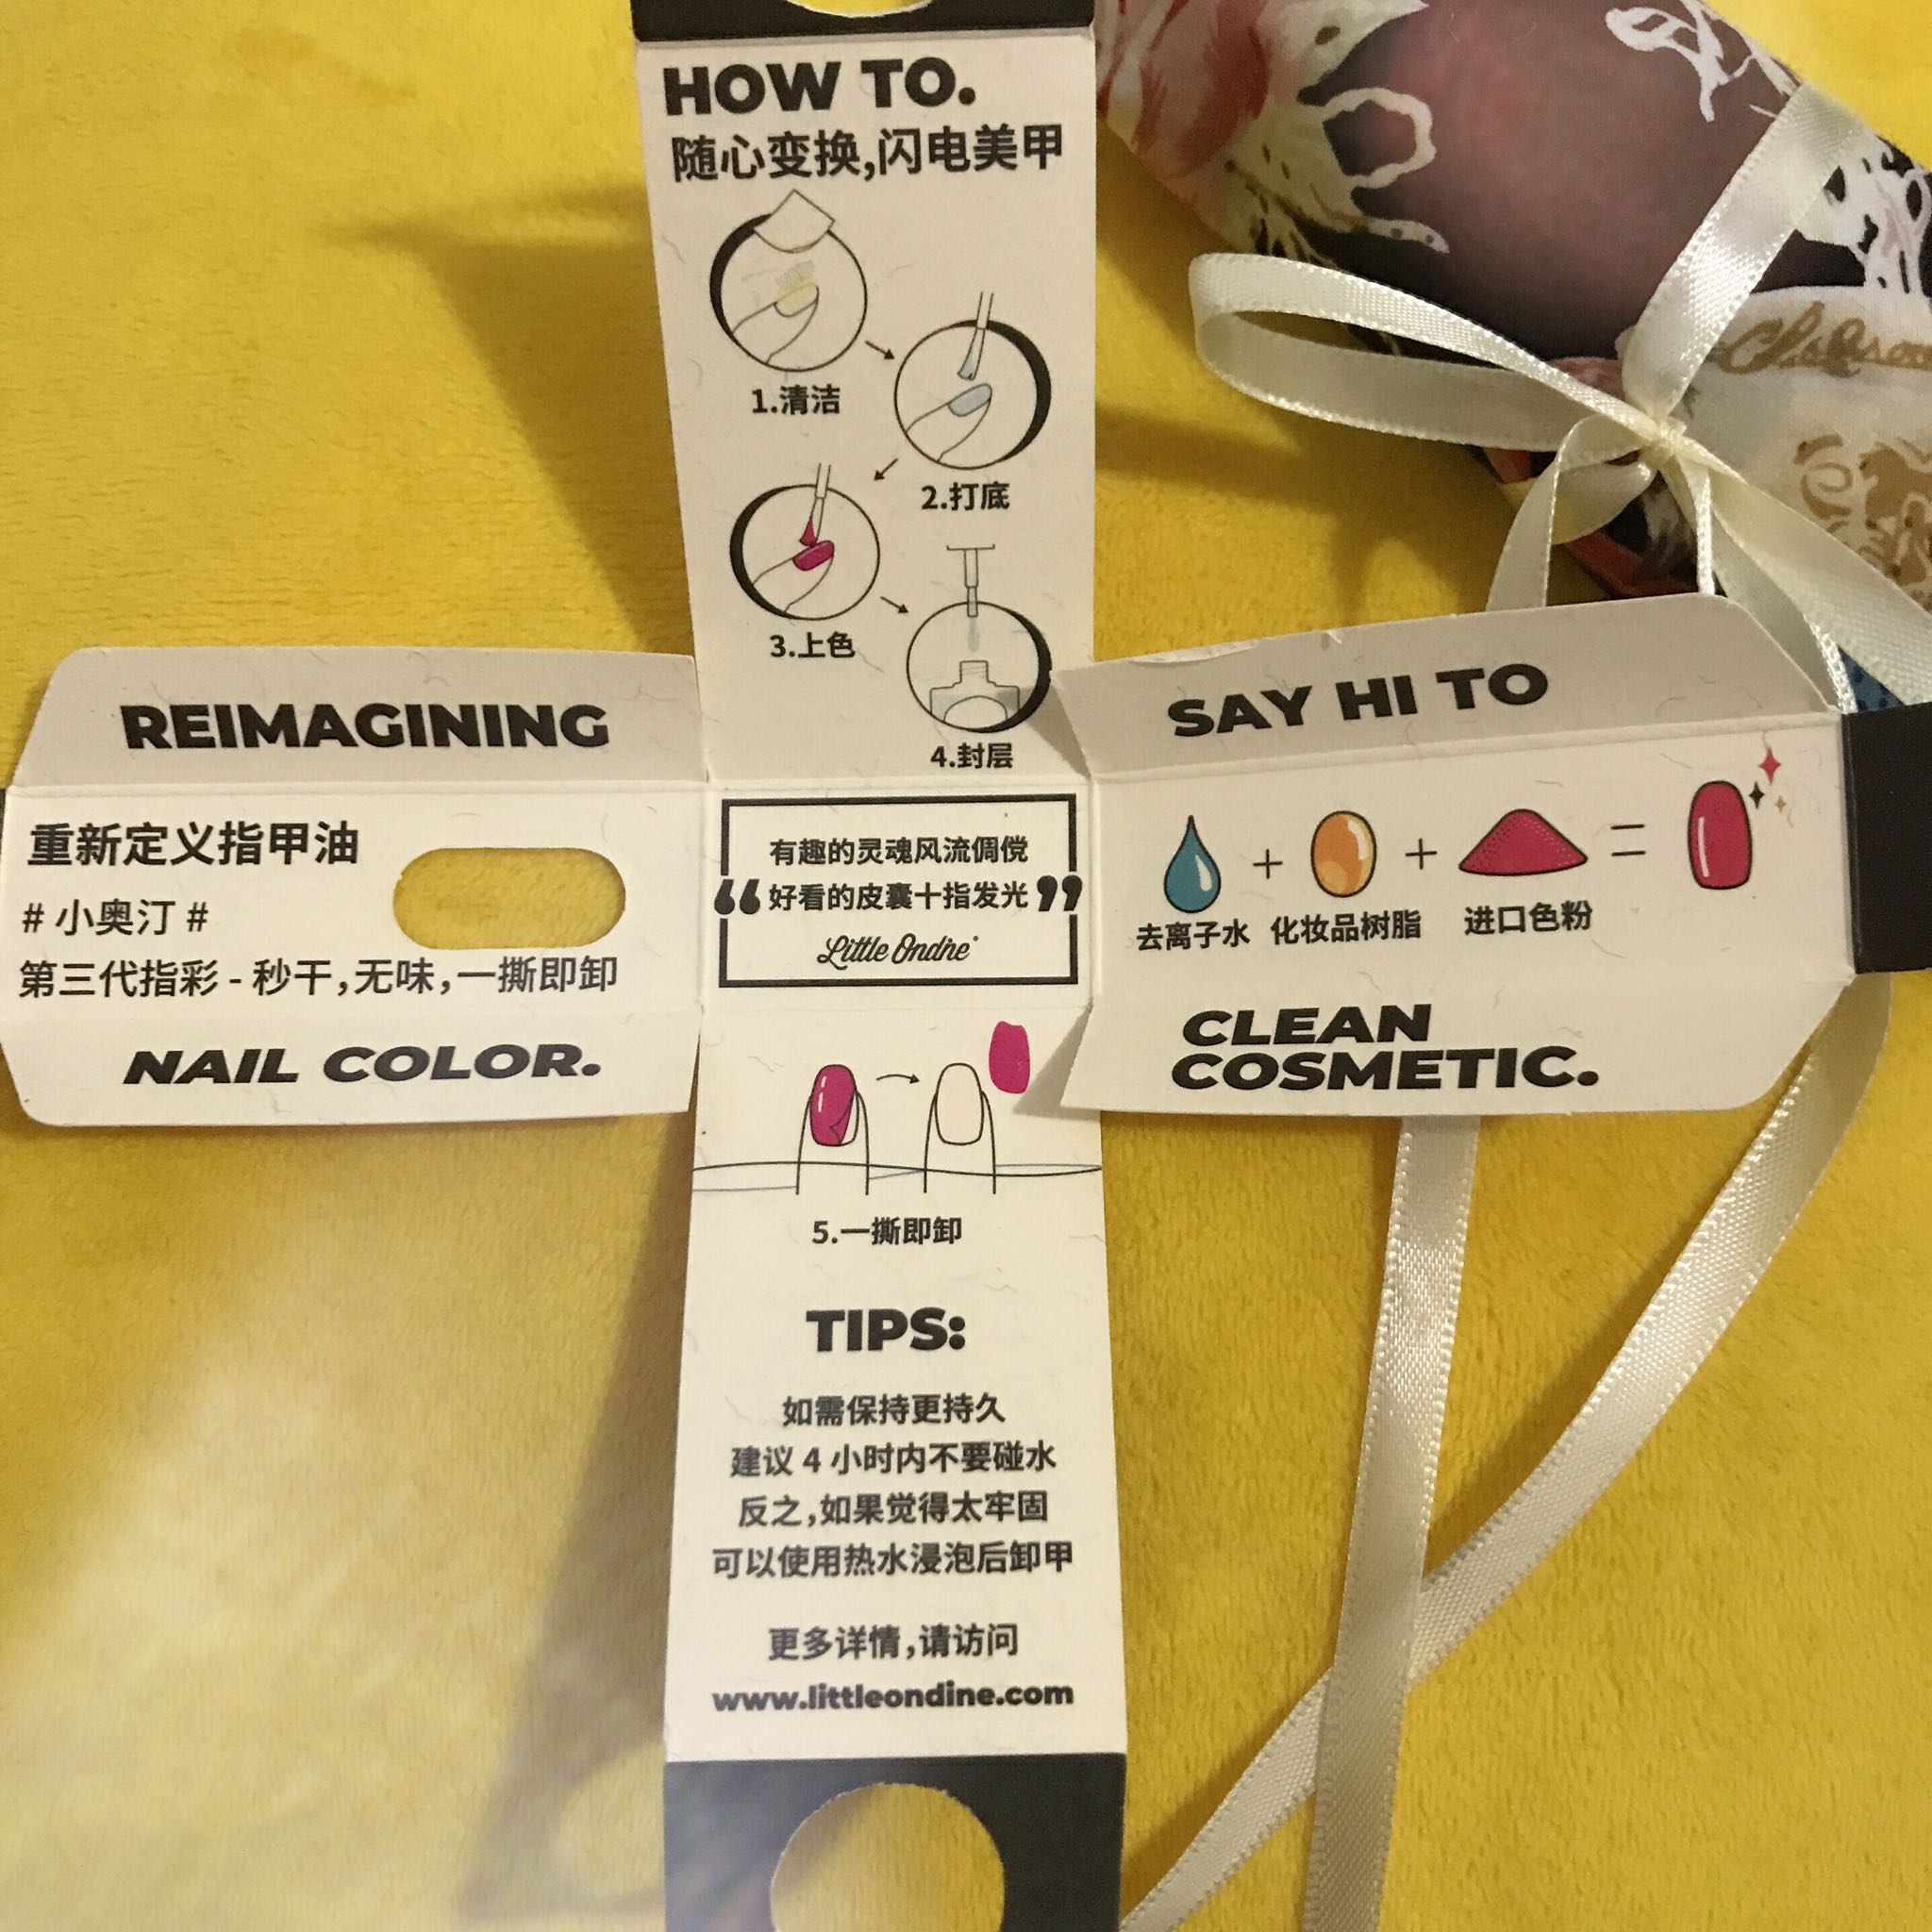 HOW TO.
随心变换,闪电美甲
1.清洁
2.打底
3.上色
4.封层
REIMAGINING
重新定义指甲油
# 小奥汀 #
第三代指彩 - 秒干,无味,一撕即卸
NAIL COLOR.
有趣的灵魂风流倜傥
“好看的皮囊十指发光”
Little Ondine
SAY HI TO
+ + =
去离子水 化妆品树脂 进口色粉
CLEAN
COSMETIC.
5.一撕即卸
TIPS:
如需保持更持久
建议 4 小时内不要碰水
反之,如果觉得太牢固
可以使用热水浸泡后卸甲
更多详情,请访问
www.littleondine.com